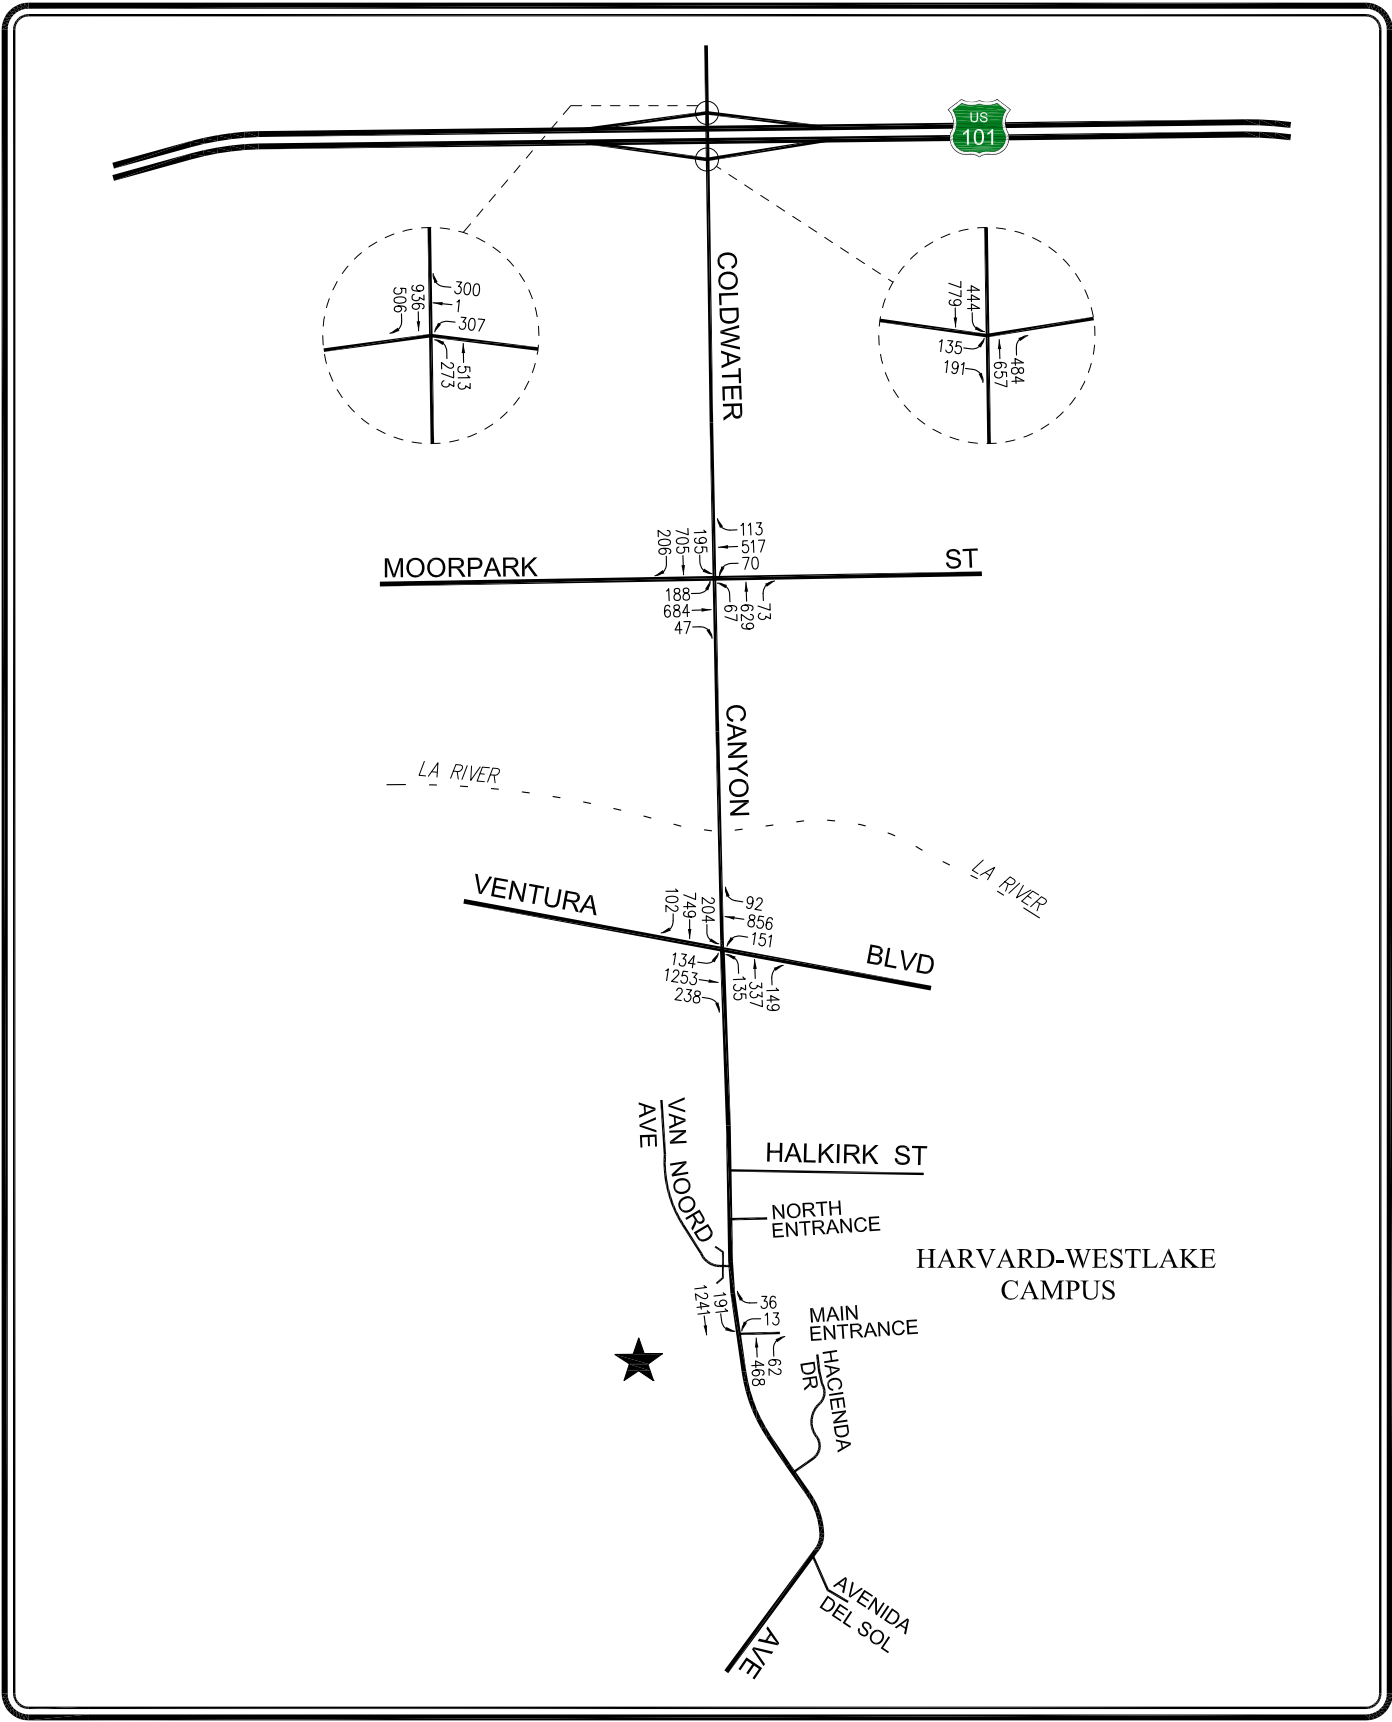 US
101
COLDWATER
300
1
307
936
506
513
273
444
779
135
191
484
657
MOORPARK
ST
113
517
70
195
705
206
188
684
47
73
629
67
CANYON
LA RIVER
LA RIVER
VENTURA
BLVD
92
856
151
204
749
102
134
1253
238
149
337
135
VAN NOORD
AVE
HALKIRK ST
NORTH
ENTRANCE
HARVARD-WESTLAKE
CAMPUS
36
13
191
1241
62
468
MAIN
ENTRANCE
HACIENDA
DR
AVENIDA
DEL SOL
AVE